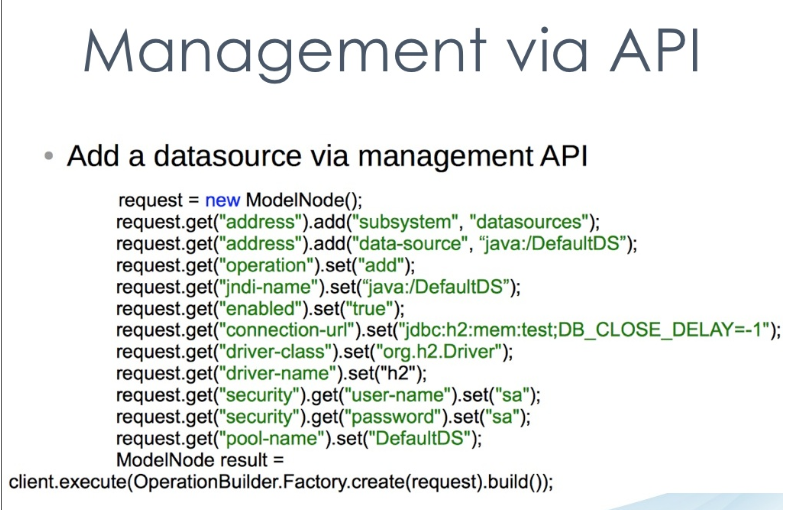 Management via API
• Add a datasource via management API
request = new ModelNode();
request.get("address").add("subsystem", "datasources");
request.get("address").add("data-source", “java:/DefaultDS”);
request.get("operation").set("add");
request.get("jndi-name").set(“java:/DefaultDS”);
request.get("enabled").set("true");
request.get("connection-url").set("jdbc:h2:mem:test;DB_CLOSE_DELAY=-1");
request.get("driver-class").set("org.h2.Driver");
request.get("driver-name").set("h2");
request.get("security").get("user-name").set("sa");
request.get("security").get("password").set("sa");
request.get("pool-name").set("DefaultDS");
ModelNode result =
client.execute(OperationBuilder.Factory.create(request).build());